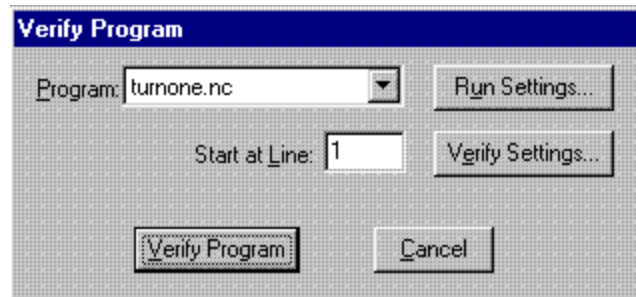 Verify Program
Program: turnone.nc Run Settings...
Start at Line: 1 Verify Settings...
Verify Program Cancel